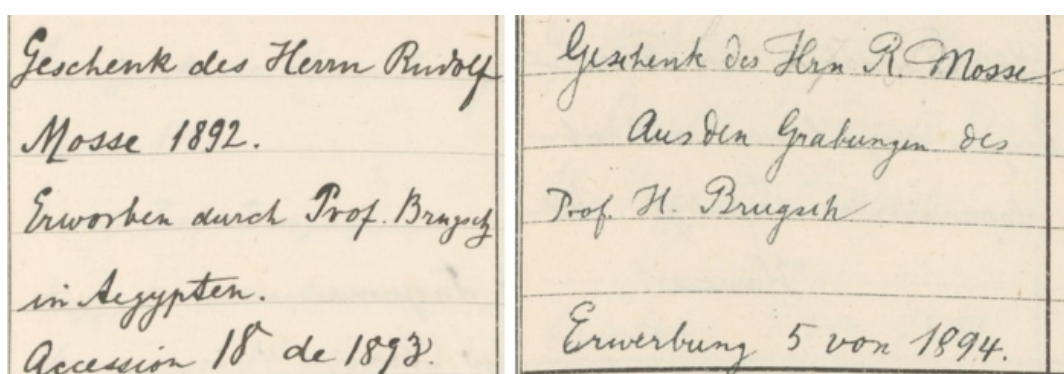 Geschenk des Herrn Rudolf
Mosse 1892.
Erworben durch Prof. Brugsch
in Aegypten.
Accession 18 de 1893.
Geschenk des Hrn R. Mosse
Aus den Grabungen des
Prof. H. Brugsch
Erwerbung 5 von 1894.